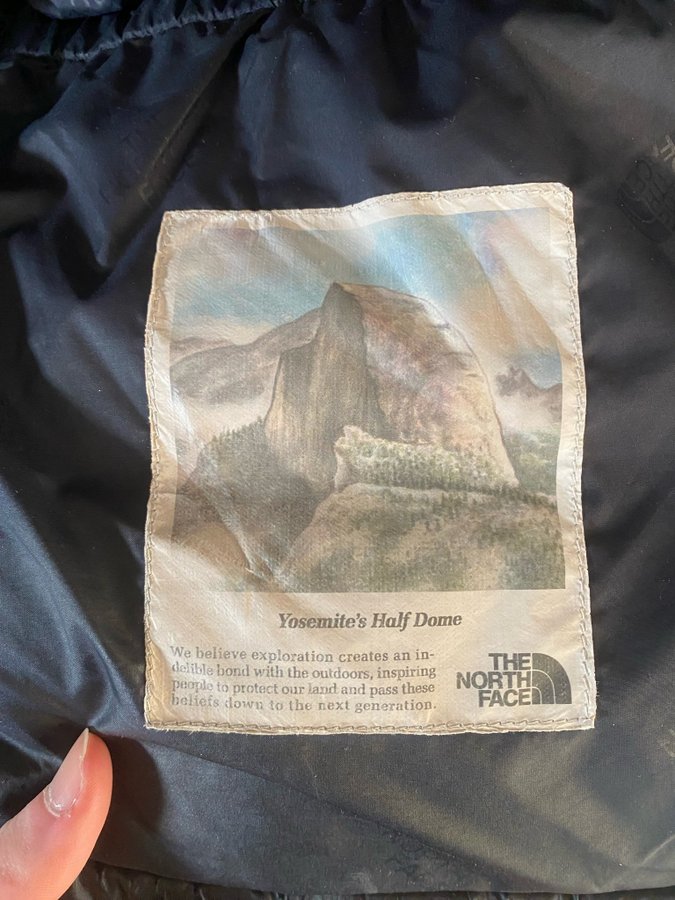 Yosemite's Half Dome
We believe exploration creates an in-
delible bond with the outdoors, inspiring
people to protect our land and pass these
beliefs down to the next generation.
THE
NORTH
FACE